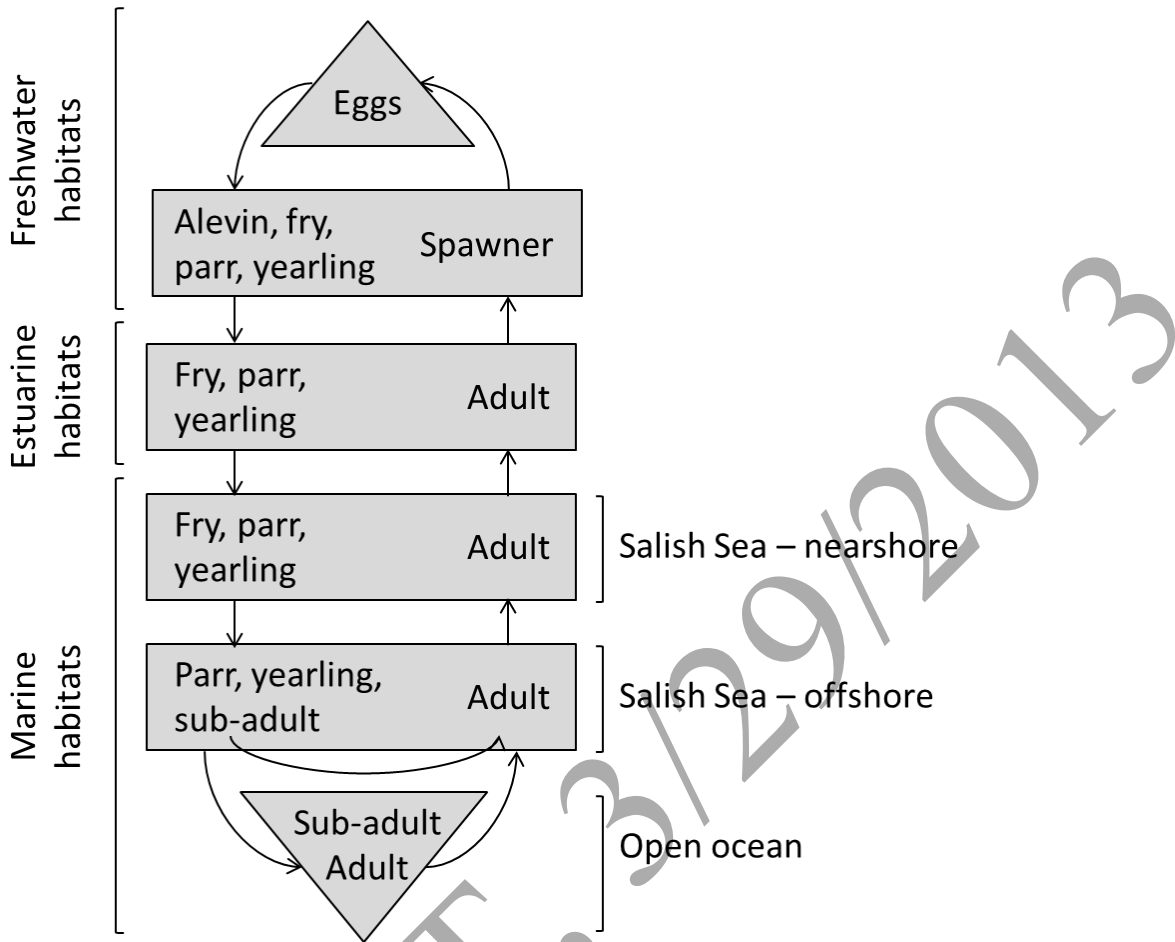 Freshwater
habitats
Eggs
Alevin, fry,
parr, yearling
Spawner
Estuarine
habitats
Fry, parr,
yearling
Adult
Marine
habitats
Fry, parr,
yearling
Adult
Salish Sea – nearshore
Parr, yearling,
sub-adult
Adult
Salish Sea – offshore
Sub-adult
Adult
Open ocean
3/29/2013